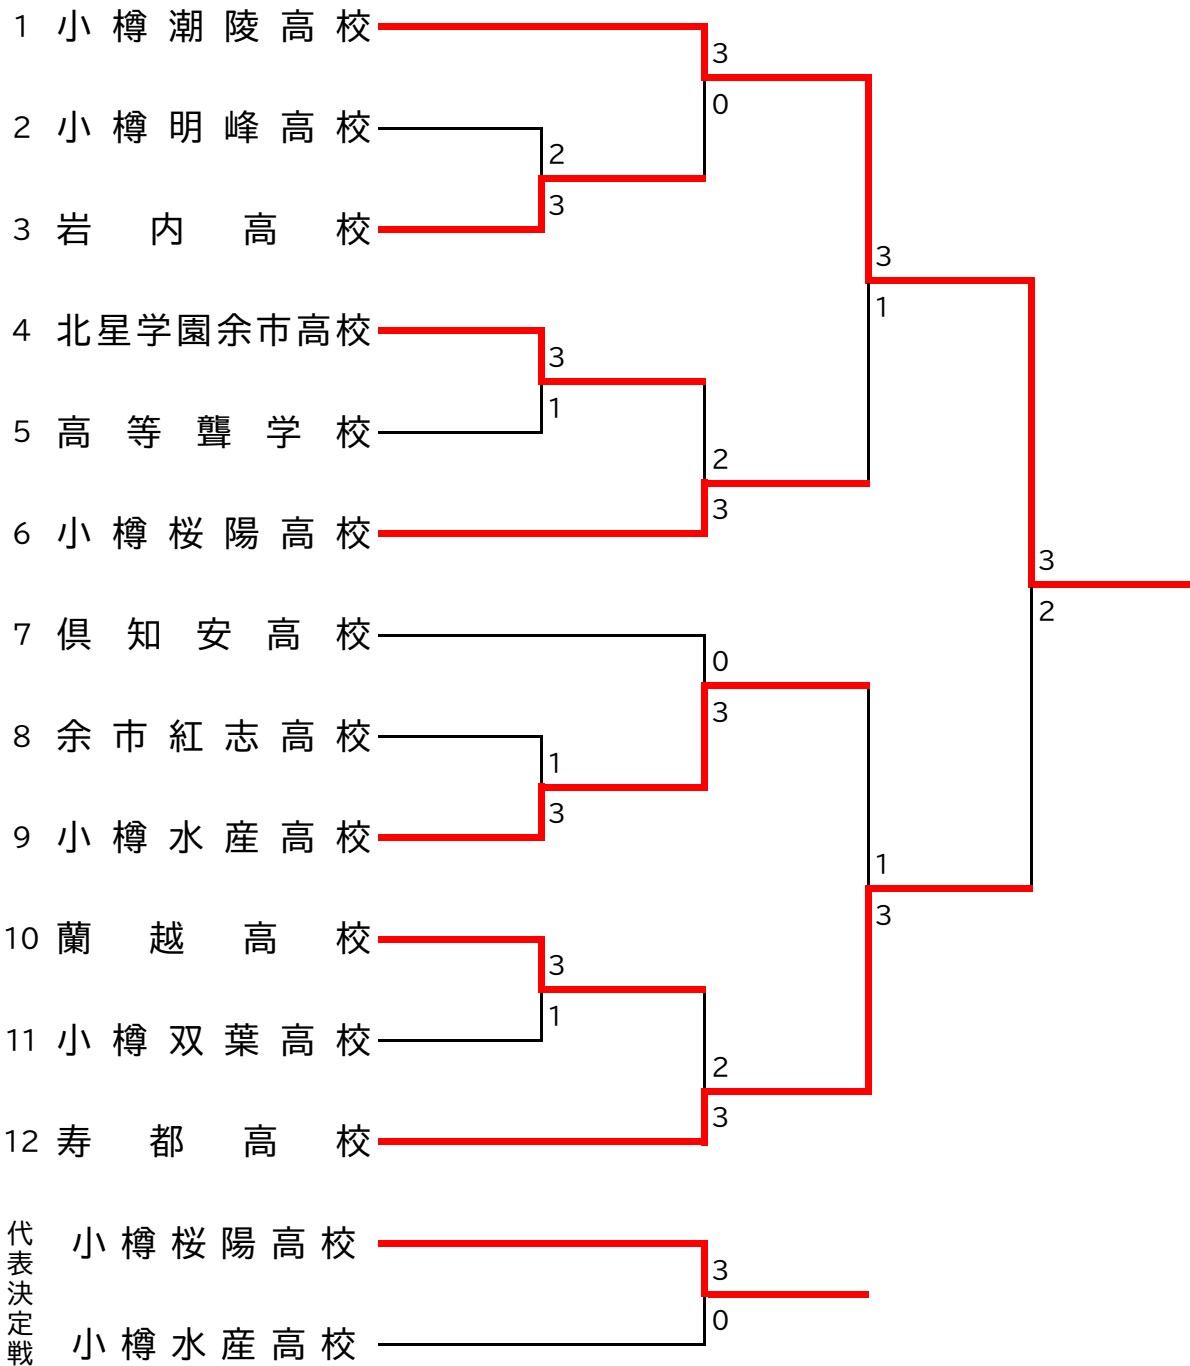 1 小樽潮陵高校
3
0
2 小樽明峰高校
2
3
3 岩内高校
3
1
4 北星学園余市高校
3
1
5 高等聾学校
2
3
6 小樽桜陽高校
3
2
7 倶知安高校
0
3
8 余市紅志高校
1
3
9 小樽水産高校
1
3
10 蘭越高校
3
1
11 小樽双葉高校
2
3
12 寿都高校
代表決定戦
小樽桜陽高校
3
0
小樽水産高校